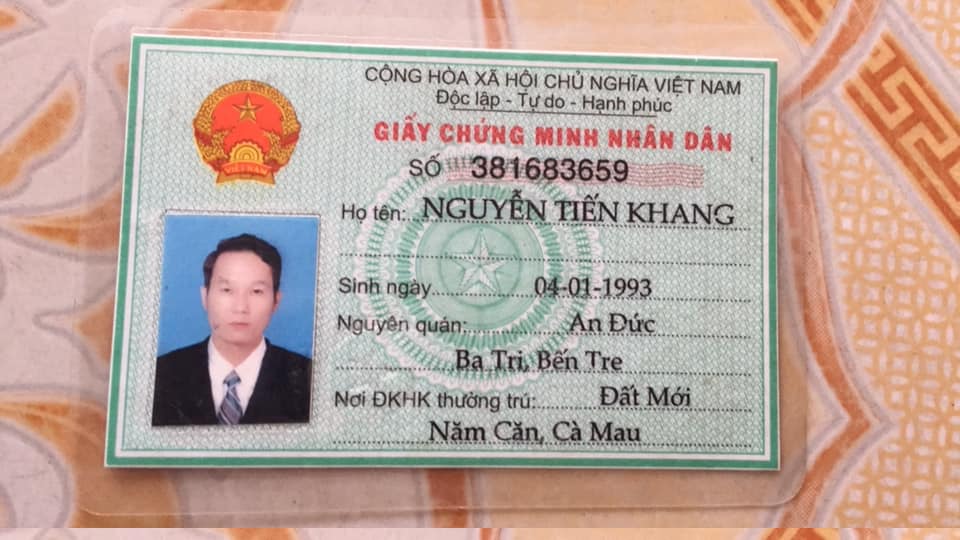 CỘNG HÒA XÃ HỘI CHỦ NGHĨA VIỆT NAM
Độc lập - Tự do - Hạnh phúc
GIẤY CHỨNG MINH NHÂN DÂN
SỐ 381683659
Họ tên: NGUYỄN TIẾN KHANG
Sinh ngày 04-01-1993
Nguyên quán: An Đức
Ba Tri, Bến Tre
Nơi ĐKHK thường trú: Đất Mới
Năm Căn, Cà Mau
VIỆT NAM